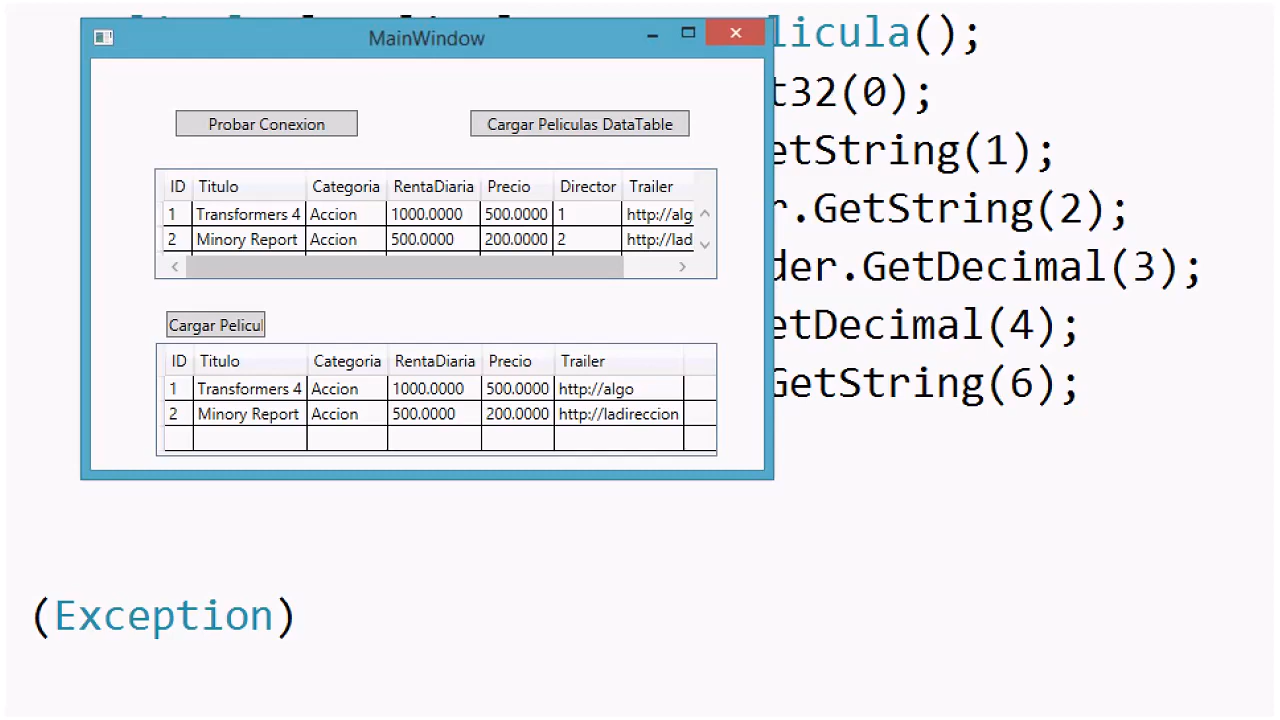 MainWindow
licula();
t32(0);
Probar Conexion
Cargar Peliculas DataTable
etString(1);
ID Titulo Categoria RentaDiaria Precio Director Trailer
1 Transformers 4 Accion 1000.0000 500.0000 1 http://alg
r.GetString(2);
2 Minory Report Accion 500.0000 200.0000 2 http://lad
der.GetDecimal(3);
Cargar Pelicul
etDecimal(4);
ID Titulo Categoria RentaDiaria Precio Trailer
1 Transformers 4 Accion 1000.0000 500.0000 http://algo
GetString(6);
2 Minory Report Accion 500.0000 200.0000 http://ladireccion
(Exception)